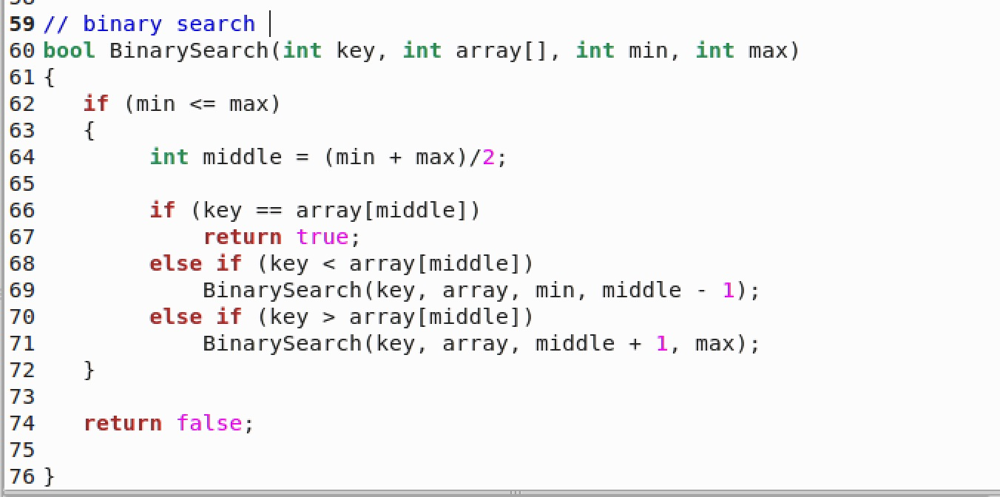 59 // binary search
60 bool BinarySearch(int key, int array[], int min, int max)
61 {
62    if (min <= max)
63    {
64         int middle = (min + max)/2;
65
66         if (key == array[middle])
67             return true;
68         else if (key < array[middle])
69             BinarySearch(key, array, min, middle - 1);
70         else if (key > array[middle])
71             BinarySearch(key, array, middle + 1, max);
72    }
73
74    return false;
75
76 }